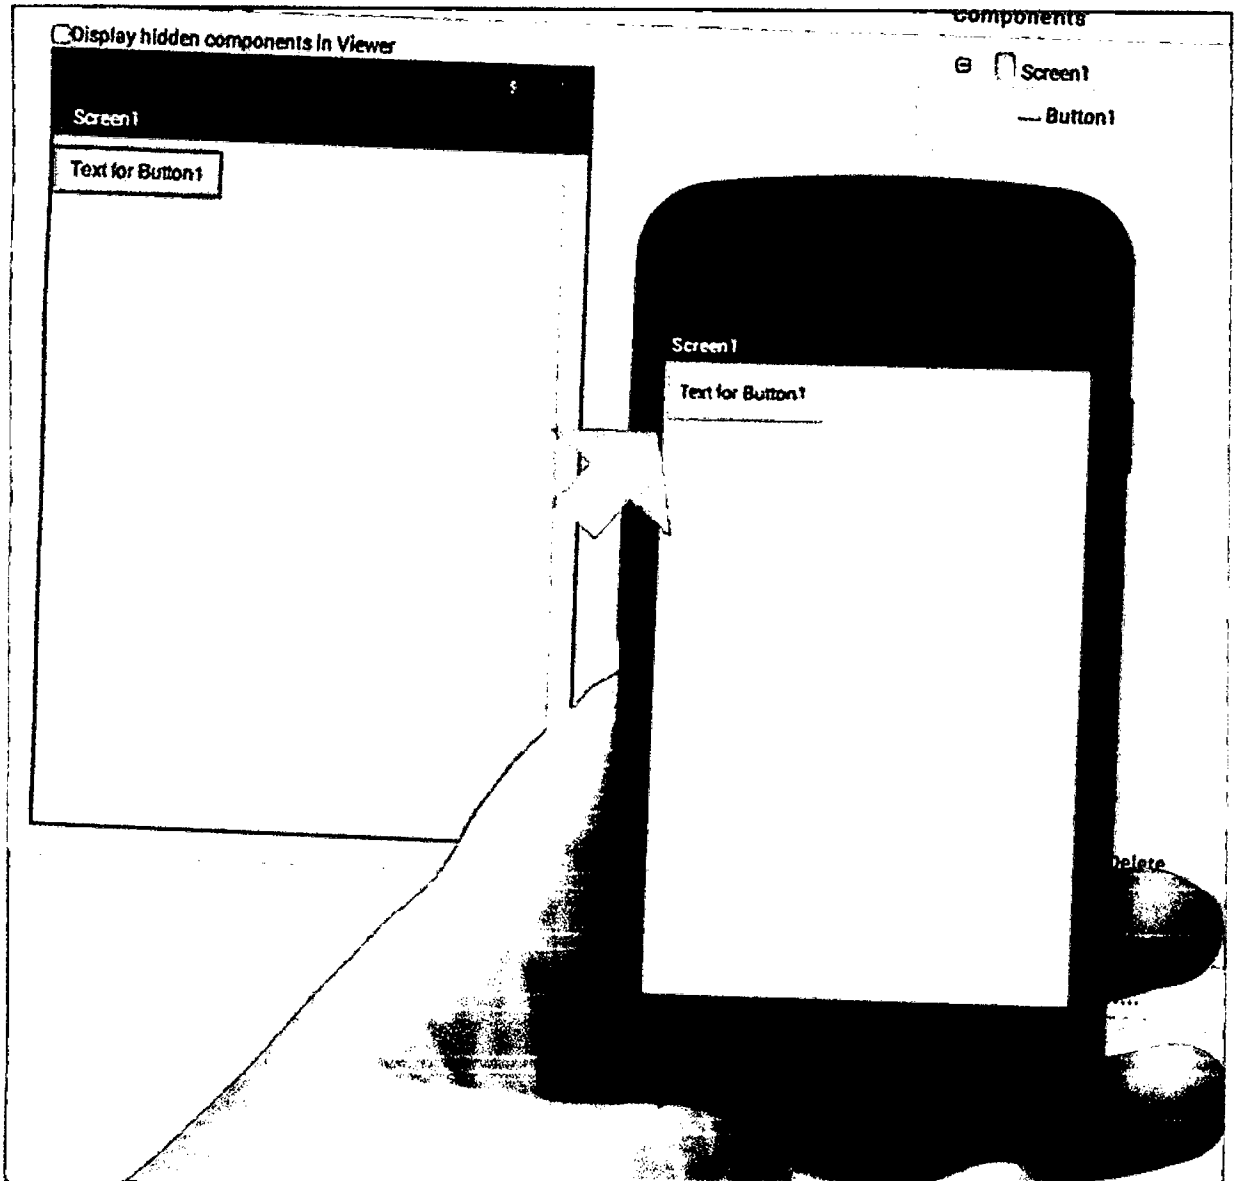 Display hidden components in Viewer
Screen1
Text for Button1
Components
Screen1
Button1
Screen1
Text for Button1
Delete